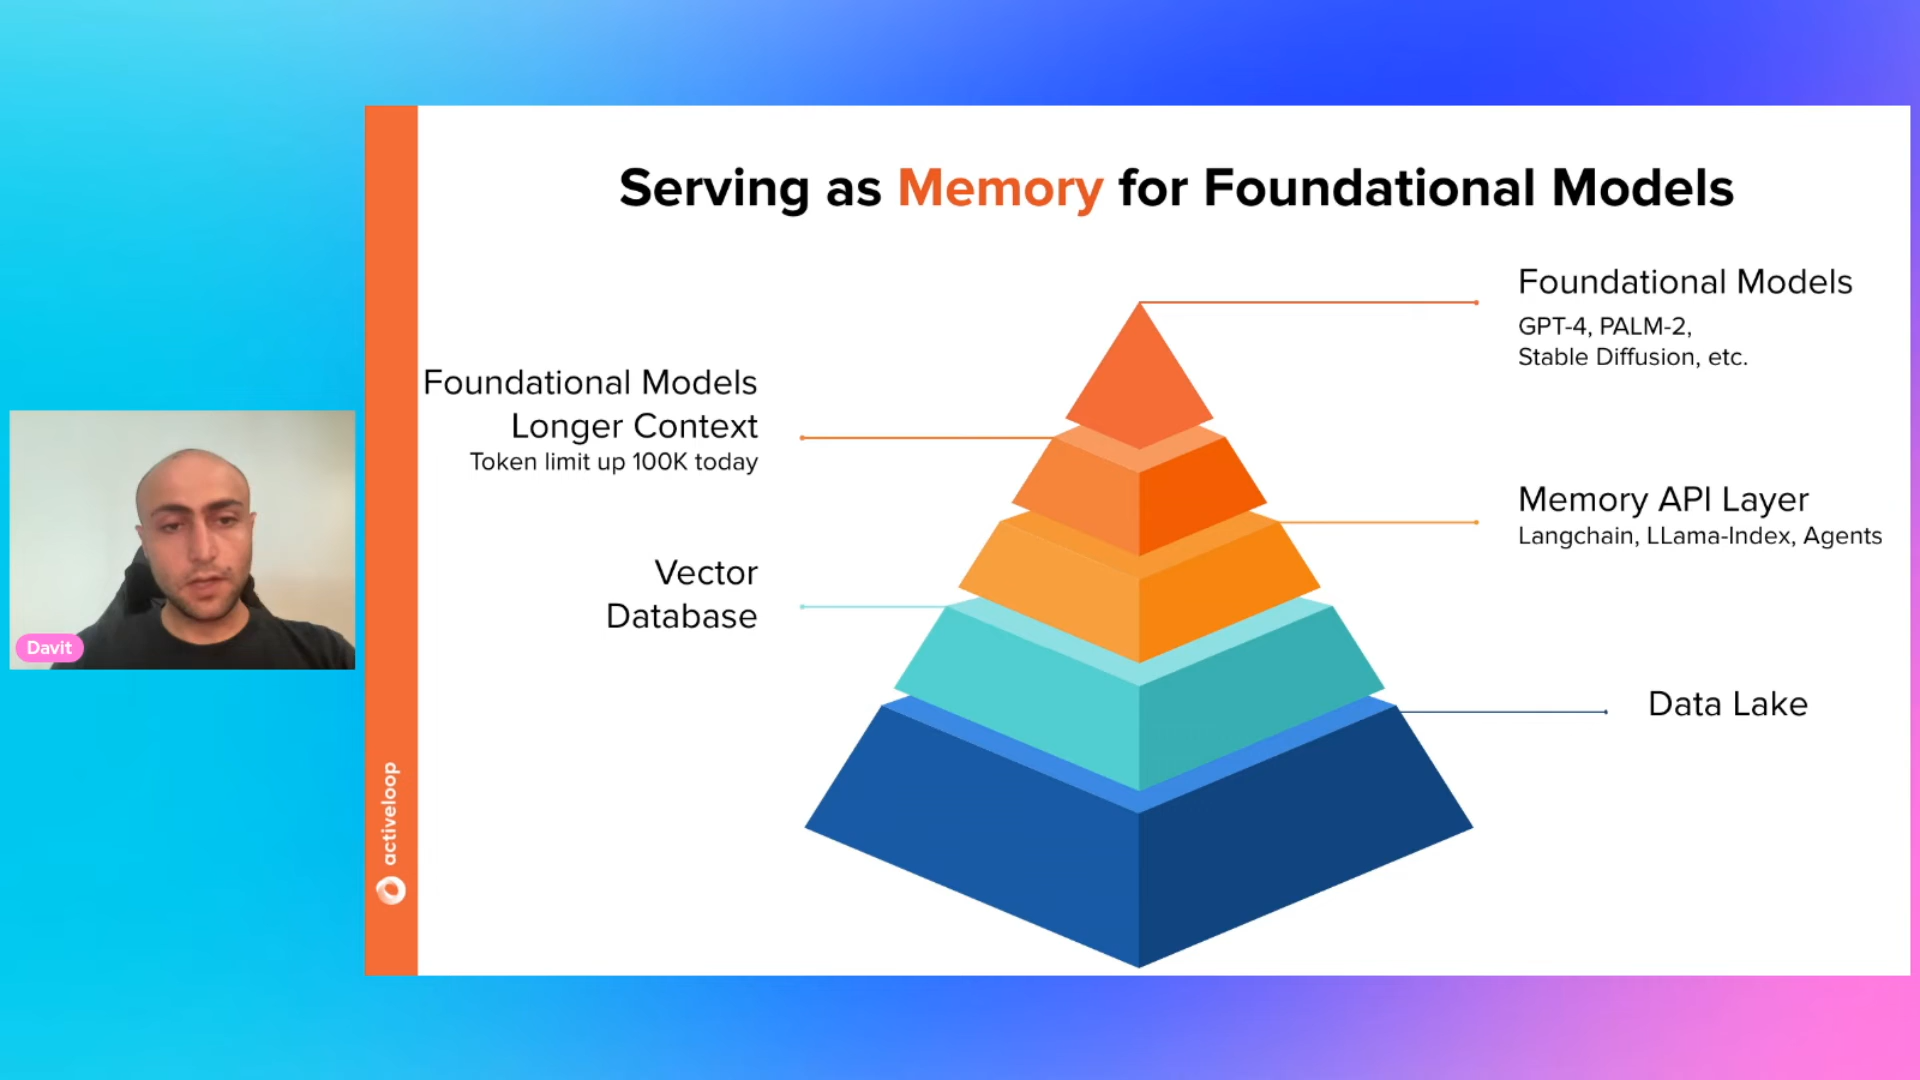 Serving as Memory for Foundational Models
Foundational Models
GPT-4, PALM-2,
Stable Diffusion, etc.
Foundational Models
Longer Context
Token limit up 100K today
Memory API Layer
Langchain, LLama-Index, Agents
Vector
Database
Data Lake
Davit
activeloop